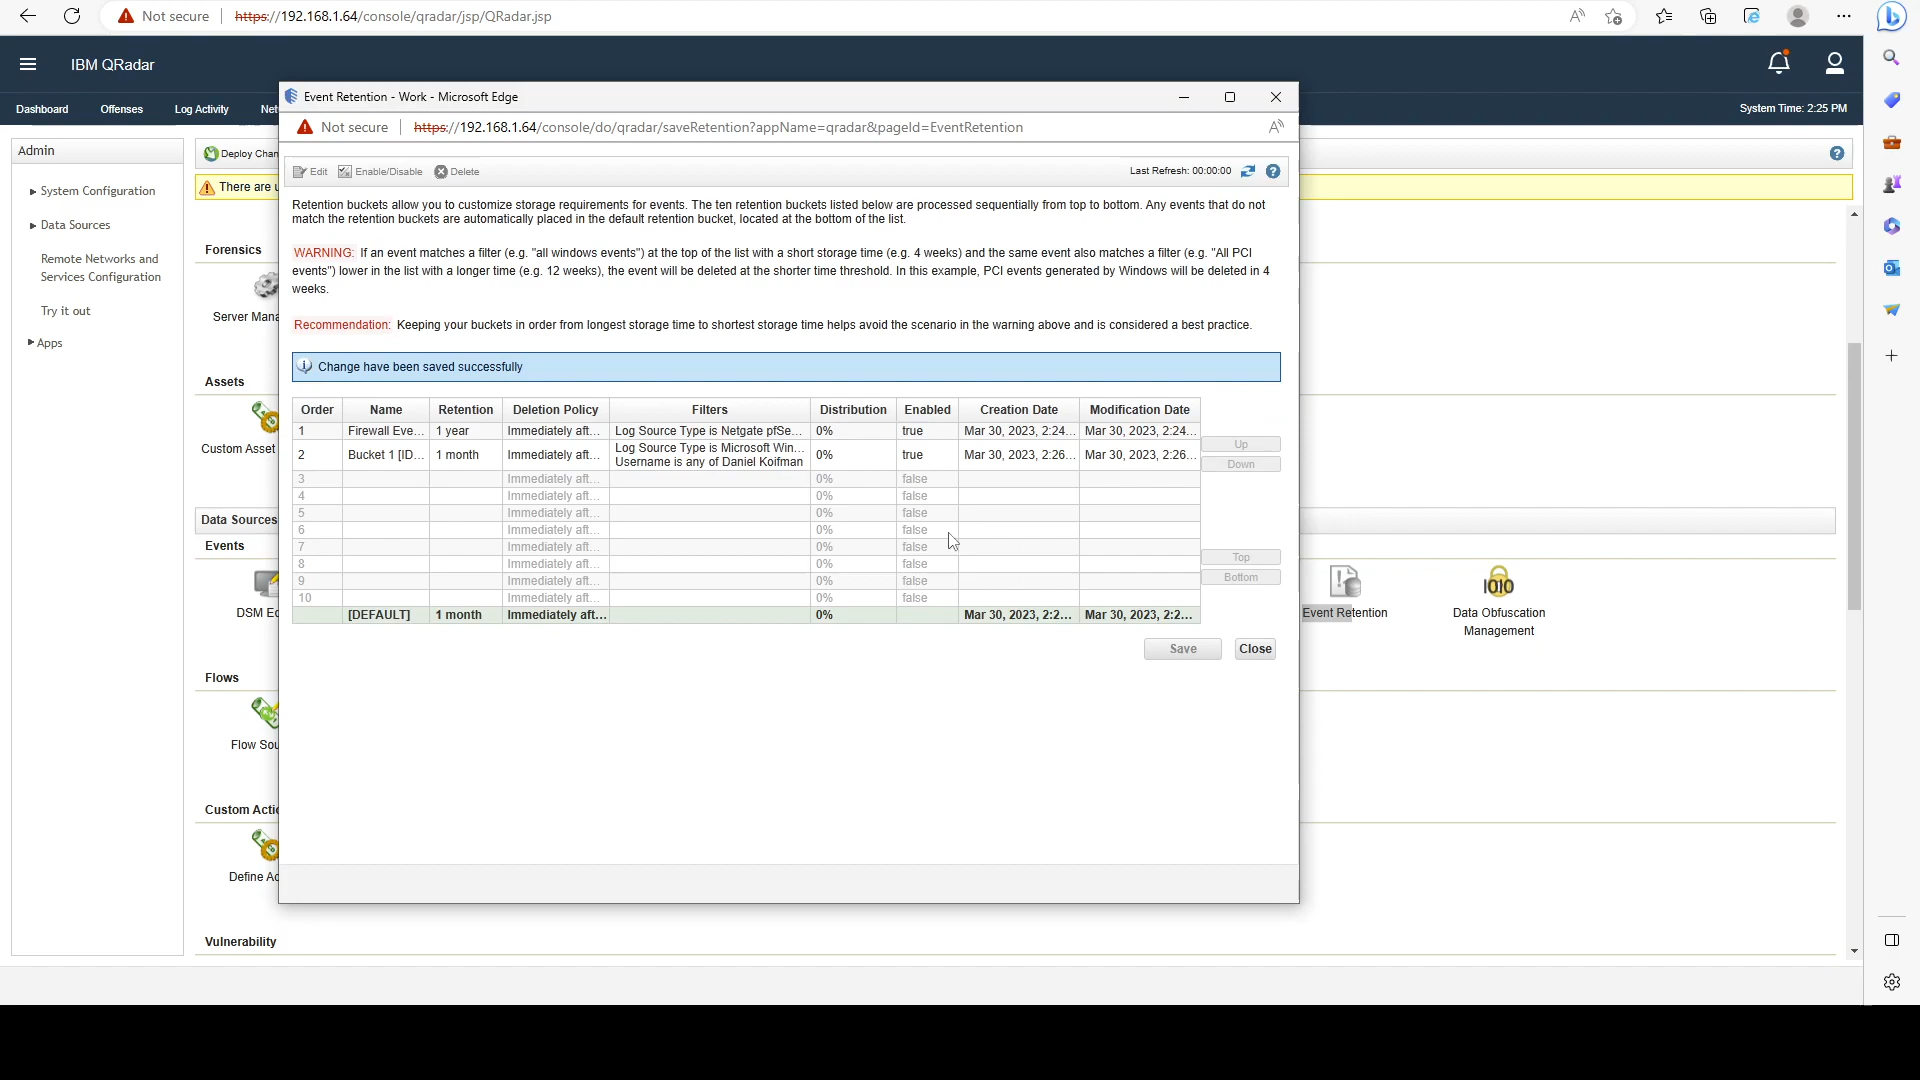 Not secure https://192.168.1.64/console/qradar/jsp/QRadar.jsp
IBM QRadar
Dashboard Offenses Log Activity Net
System Time: 2:25 PM
Admin
System Configuration
Data Sources
Remote Networks and
Services Configuration
Try it out
Apps
Deploy Chan
There are u
Forensics
Server Mana
Assets
Custom Asset
Data Sources
Events
DSM Ed
Flows
Flow Sou
Custom Actio
Define Ac
Vulnerability
Event Retention
Data Obfuscation
Management
Event Retention - Work - Microsoft Edge
Not secure https://192.168.1.64/console/do/qradar/saveRetention?appName=qradar&pageId=EventRetention
Edit Enable/Disable Delete Last Refresh: 00:00:00
Retention buckets allow you to customize storage requirements for events. The ten retention buckets listed below are processed sequentially from top to bottom. Any events that do not
match the retention buckets are automatically placed in the default retention bucket, located at the bottom of the list.
WARNING: If an event matches a filter (e.g. "all windows events") at the top of the list with a short storage time (e.g. 4 weeks) and the same event also matches a filter (e.g. "All PCI
events") lower in the list with a longer time (e.g. 12 weeks), the event will be deleted at the shorter time threshold. In this example, PCI events generated by Windows will be deleted in 4
weeks.
Recommendation: Keeping your buckets in order from longest storage time to shortest storage time helps avoid the scenario in the warning above and is considered a best practice.
Change have been saved successfully
Order Name Retention Deletion Policy Filters Distribution Enabled Creation Date Modification Date
1 Firewall Eve... 1 year Immediately aft... Log Source Type is Netgate pfSe... 0% true Mar 30, 2023, 2:24... Mar 30, 2023, 2:24...
2 Bucket 1 [ID... 1 month Immediately aft... Log Source Type is Microsoft Win... 0% true Mar 30, 2023, 2:26... Mar 30, 2023, 2:26...
Username is any of Daniel Koifman
3 Immediately aft... 0% false
4 Immediately aft... 0% false
5 Immediately aft... 0% false
6 Immediately aft... 0% false
7 Immediately aft... 0% false
8 Immediately aft... 0% false
9 Immediately aft... 0% false
10 Immediately aft... 0% false
[DEFAULT] 1 month Immediately aft... 0% Mar 30, 2023, 2:2... Mar 30, 2023, 2:2...
Up
Down
Top
Bottom
Save Close